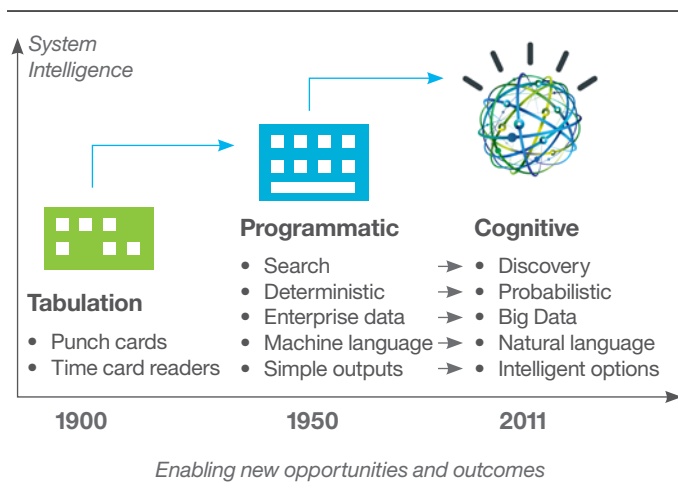 System
Intelligence
Tabulation
• Punch cards
• Time card readers
Programmatic
• Search
• Deterministic
• Enterprise data
• Machine language
• Simple outputs
Cognitive
• Discovery
• Probabilistic
• Big Data
• Natural language
• Intelligent options
1900
1950
2011
Enabling new opportunities and outcomes